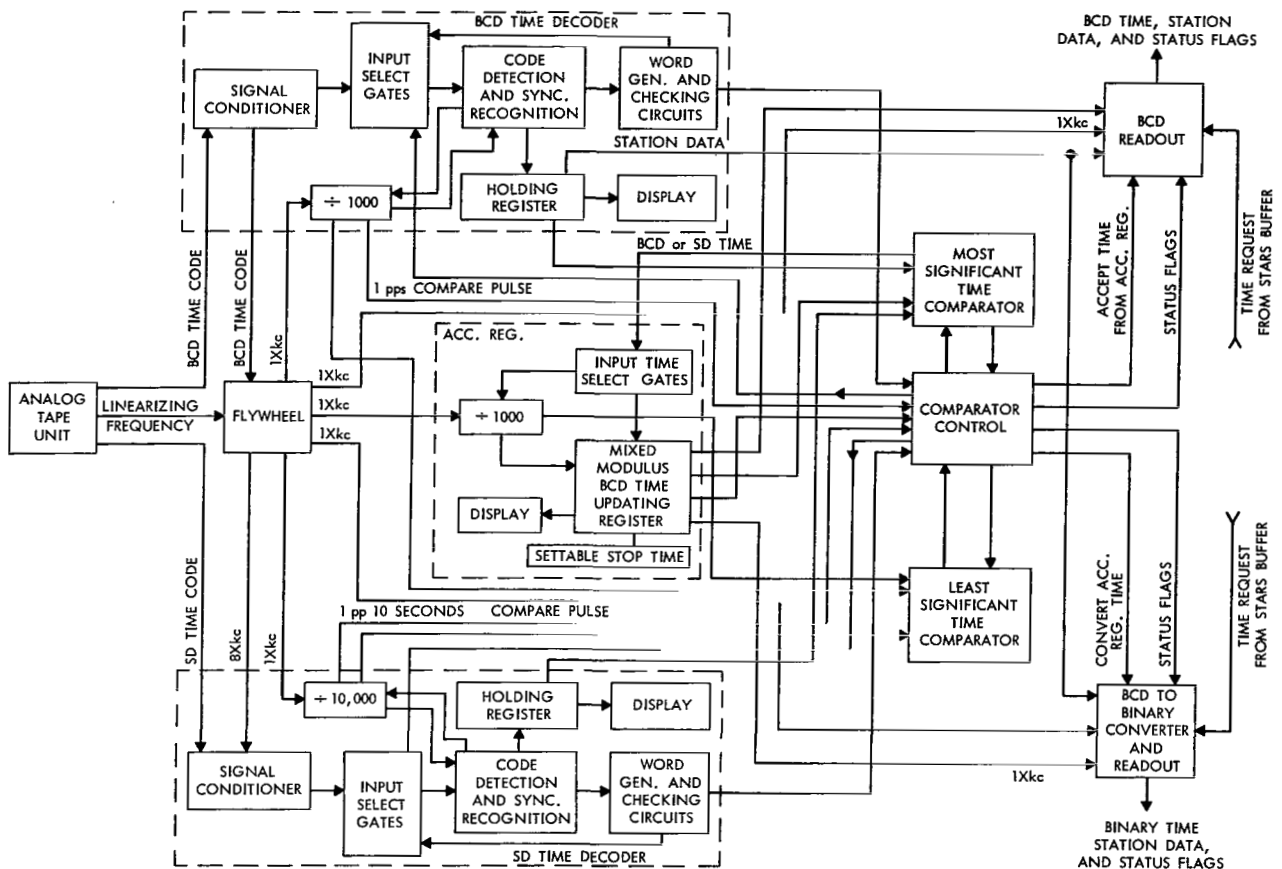 BCD TIME DECODER
SIGNAL
CONDITIONER
INPUT
SELECT
GATES
CODE
DETECTION
AND SYNC.
RECOGNITION
WORD
GEN. AND
CHECKING
CIRCUITS
STATION DATA
÷ 1000
HOLDING
REGISTER
DISPLAY
BCD TIME, STATION
DATA, AND STATUS FLAGS
1Xkc
BCD
READOUT
BCD TIME CODE
BCD TIME CODE
1Xkc
BCD or SD TIME
1 pps COMPARE PULSE
MOST
SIGNIFICANT
TIME
COMPARATOR
ACCEPT TIME
FROM ACC. REG.
STATUS FLAGS
TIME REQUEST
FROM STARS BUFFER
ACC. REG.
INPUT TIME
SELECT GATES
ANALOG
TAPE
UNIT
LINEARIZING
FREQUENCY
FLYWHEEL
1Xkc
1Xkc
1Xkc
÷ 1000
MIXED
MODULUS
BCD TIME
UPDATING
REGISTER
DISPLAY
SETTABLE STOP TIME
COMPARATOR
CONTROL
LEAST
SIGNIFICANT
TIME
COMPARATOR
SD TIME CODE
8Xkc
1Xkc
1 pp 10 SECONDS COMPARE PULSE
CONVERT ACC.
REG. TIME
STATUS FLAGS
TIME REQUEST
FROM STARS BUFFER
÷ 10,000
HOLDING
REGISTER
DISPLAY
SIGNAL
CONDITIONER
INPUT
SELECT
GATES
CODE
DETECTION
AND SYNC.
RECOGNITION
WORD
GEN. AND
CHECKING
CIRCUITS
SD TIME DECODER
1Xkc
BCD TO
BINARY
CONVERTER
AND
READOUT
BINARY TIME
STATION DATA,
AND STATUS FLAGS